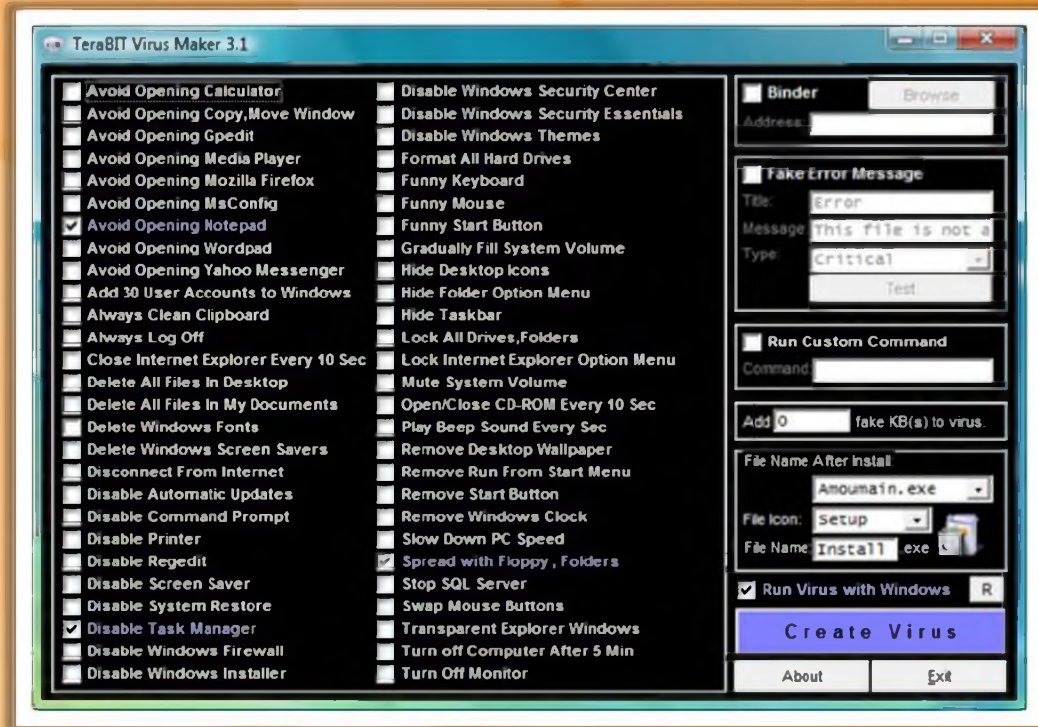 TeraBIT Virus Maker 3.1
Avoid Opening Calculator
Avoid Opening Copy,Move Window
Avoid Opening Gpedit
Avoid Opening Media Player
Avoid Opening Mozilla Firefox
Avoid Opening MsConfig
Avoid Opening Notepad
Avoid Opening Wordpad
Avoid Opening Yahoo Messenger
Add 30 User Accounts to Windows
Always Clean Clipboard
Always Log Off
Close Internet Explorer Every 10 Sec
Delete All Files In Desktop
Delete All Files In My Documents
Delete Windows Fonts
Delete Windows Screen Savers
Disconnect From Internet
Disable Automatic Updates
Disable Command Prompt
Disable Printer
Disable Regedit
Disable Screen Saver
Disable System Restore
Disable Task Manager
Disable Windows Firewall
Disable Windows Installer
Disable Windows Security Center
Disable Windows Security Essentials
Disable Windows Themes
Format All Hard Drives
Funny Keyboard
Funny Mouse
Funny Start Button
Gradually Fill System Volume
Hide Desktop Icons
Hide Folder Option Menu
Hide Taskbar
Lock All Drives,Folders
Lock Internet Explorer Option Menu
Mute System Volume
Open/Close CD-ROM Every 10 Sec
Play Beep Sound Every Sec
Remove Desktop Wallpaper
Remove Run From Start Menu
Remove Start Button
Remove Windows Clock
Slow Down PC Speed
Spread with Floppy , Folders
Stop SQL Server
Swap Mouse Buttons
Transparent Explorer Windows
Turn off Computer After 5 Min
Turn Off Monitor
Binder Browse
Address:
Fake Error Message
Title: Error
Message: This file is not a
Type: Critical
Test
Run Custom Command
Command:
Add 0 fake KB(s) to virus.
File Name After Install
Amoumain.exe
File Icon: Setup
File Name: Install .exe
Run Virus with Windows R
Create Virus
About Exit